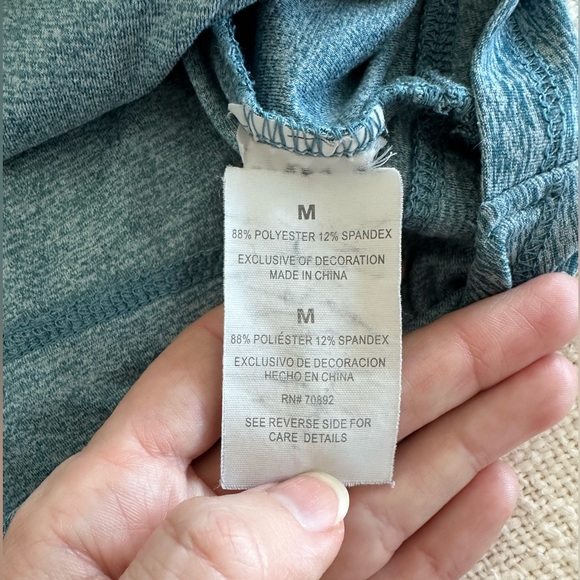 M
88% POLYESTER 12% SPANDEX
EXCLUSIVE OF DECORATION
MADE IN CHINA
M
88% POLIÉSTER 12% SPANDEX
EXCLUSIVO DE DECORACION
HECHO EN CHINA
RN# 70892
SEE REVERSE SIDE FOR
CARE DETAILS